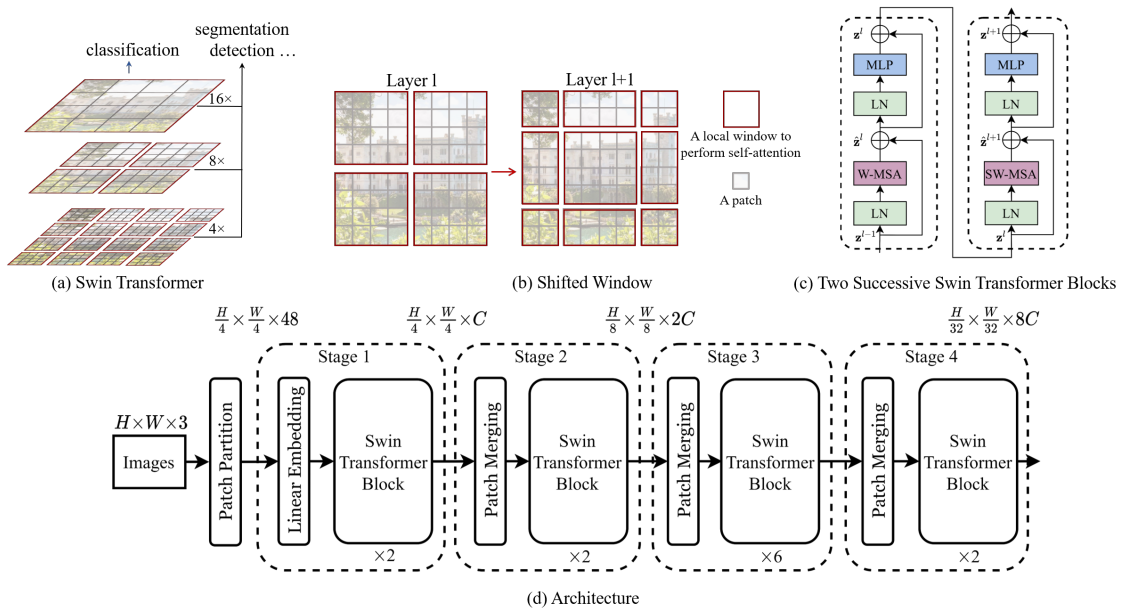 classification
segmentation
detection …
16×
8×
4×
(a) Swin Transformer
Layer l
Layer l+1
A local window to
perform self-attention
A patch
(b) Shifted Window
z^l
MLP
LN
ẑ^l
W-MSA
LN
z^{l−1}
z^{l+1}
MLP
LN
ẑ^{l+1}
SW-MSA
LN
z^l
(c) Two Successive Swin Transformer Blocks
H/4 × W/4 × 48
H/4 × W/4 × C
H/8 × W/8 × 2C
H/32 × W/32 × 8C
Stage 1
Stage 2
Stage 3
Stage 4
H×W×3
Images
Patch Partition
Linear Embedding
Swin
Transformer
Block
×2
Patch Merging
Swin
Transformer
Block
×2
Patch Merging
Swin
Transformer
Block
×6
Patch Merging
Swin
Transformer
Block
×2
(d) Architecture